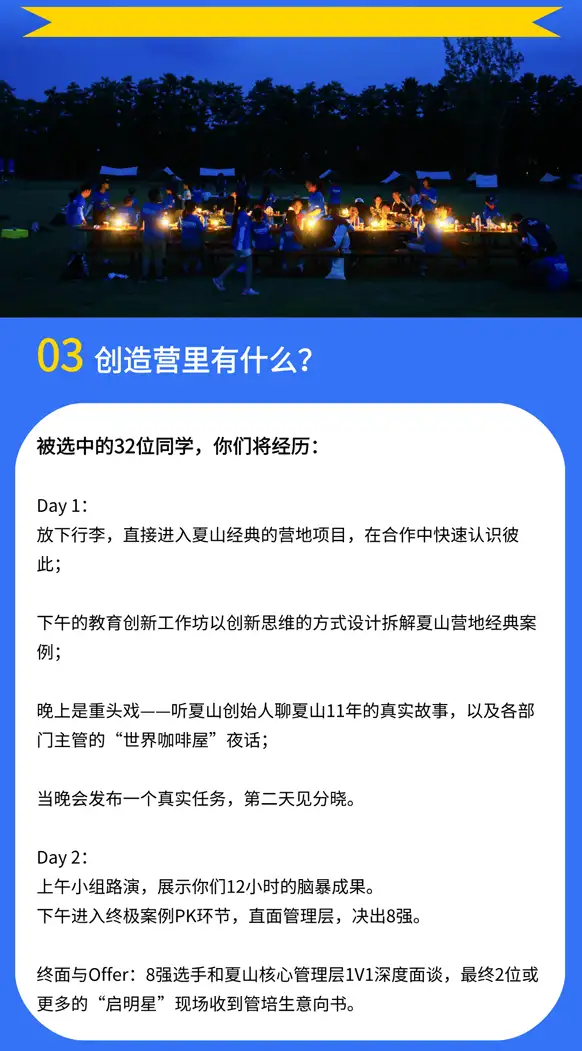 03 创造营里有什么？
被选中的32位同学，你们将经历：
Day 1：
放下行李，直接进入夏山经典的营地项目，在合作中快速认识彼
此；
下午的教育创新工作坊以创新思维的方式设计拆解夏山营地经典案
例；
晚上是重头戏——听夏山创始人聊夏山11年的真实故事，以及各部
门主管的“世界咖啡屋”夜话；
当晚会发布一个真实任务，第二天见分晓。
Day 2：
上午小组路演，展示你们12小时的脑暴成果。
下午进入终极案例PK环节，直面管理层，决出8强。
终面与Offer：8强选手和夏山核心管理层1V1深度面谈，最终2位或
更多的“启明星”现场收到管培生意向书。